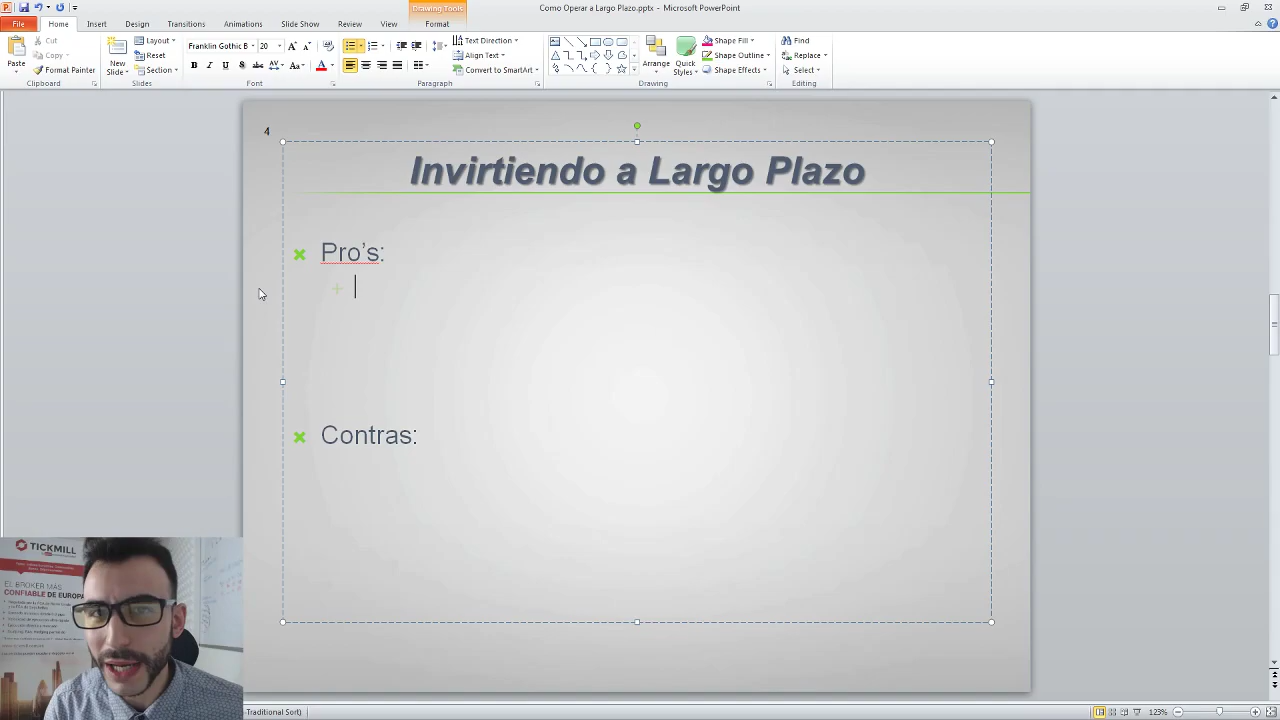 Como Operar a Largo Plazo.pptx - Microsoft PowerPoint
Drawing Tools
File Home Insert Design Transitions Animations Slide Show Review View Format
Paste
Cut
Copy
Format Painter
Clipboard
New Slide
Layout
Reset
Section
Slides
Franklin Gothic B 20
Font
Text Direction
Align Text
Convert to SmartArt
Paragraph
Arrange
Quick Styles
Shape Fill
Shape Outline
Shape Effects
Drawing
Find
Replace
Select
Editing
4
Invirtiendo a Largo Plazo
Pro's:
Contras:
TICKMILL
EL BROKER MÁS
CONFIABLE DE EUROPA
-Traditional Sort)
123%